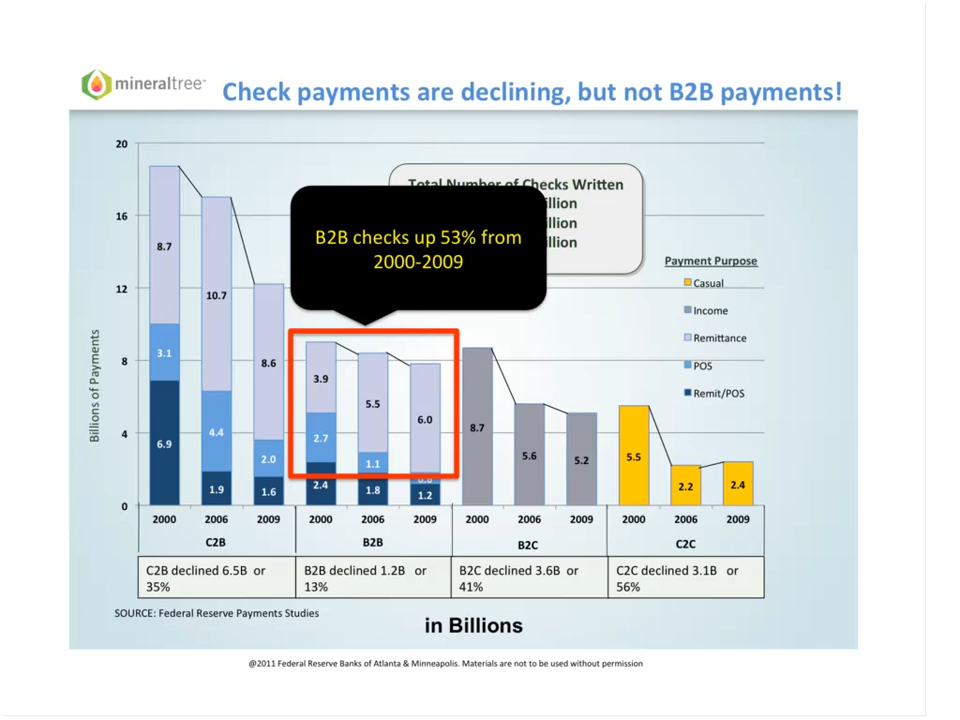 mineraltree™
Check payments are declining, but not B2B payments!
Total Number of Checks Written
B2B checks up 53% from
2000-2009
Billions of Payments
20
16
12
8
4
0
8.7
3.1
6.9
10.7
4.4
1.9
8.6
2.0
1.6
3.9
2.7
2.4
5.5
1.1
1.8
6.0
1.2
8.7
5.6
5.2
5.5
2.2
2.4
Payment Purpose
Casual
Income
Remittance
POS
Remit/POS
2000 2006 2009 2000 2006 2009 2000 2006 2009 2000 2006 2009
C2B B2B B2C C2C
C2B declined 6.5B or
35%
B2B declined 1.2B or
13%
B2C declined 3.6B or
41%
C2C declined 3.1B or
56%
SOURCE: Federal Reserve Payments Studies
in Billions
@2011 Federal Reserve Banks of Atlanta & Minneapolis. Materials are not to be used without permission